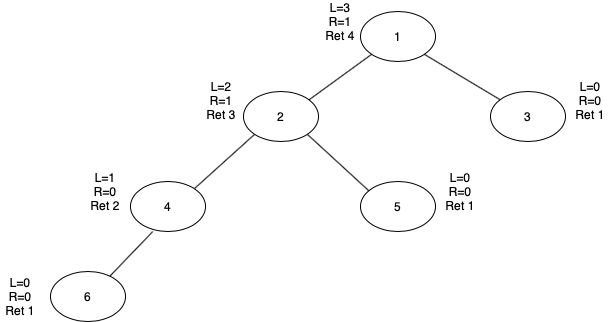 L=3
R=1
Ret 4
1
L=2
R=1
Ret 3
2
3
L=0
R=0
Ret 1
L=1
R=0
Ret 2
4
5
L=0
R=0
Ret 1
L=0
R=0
Ret 1
6